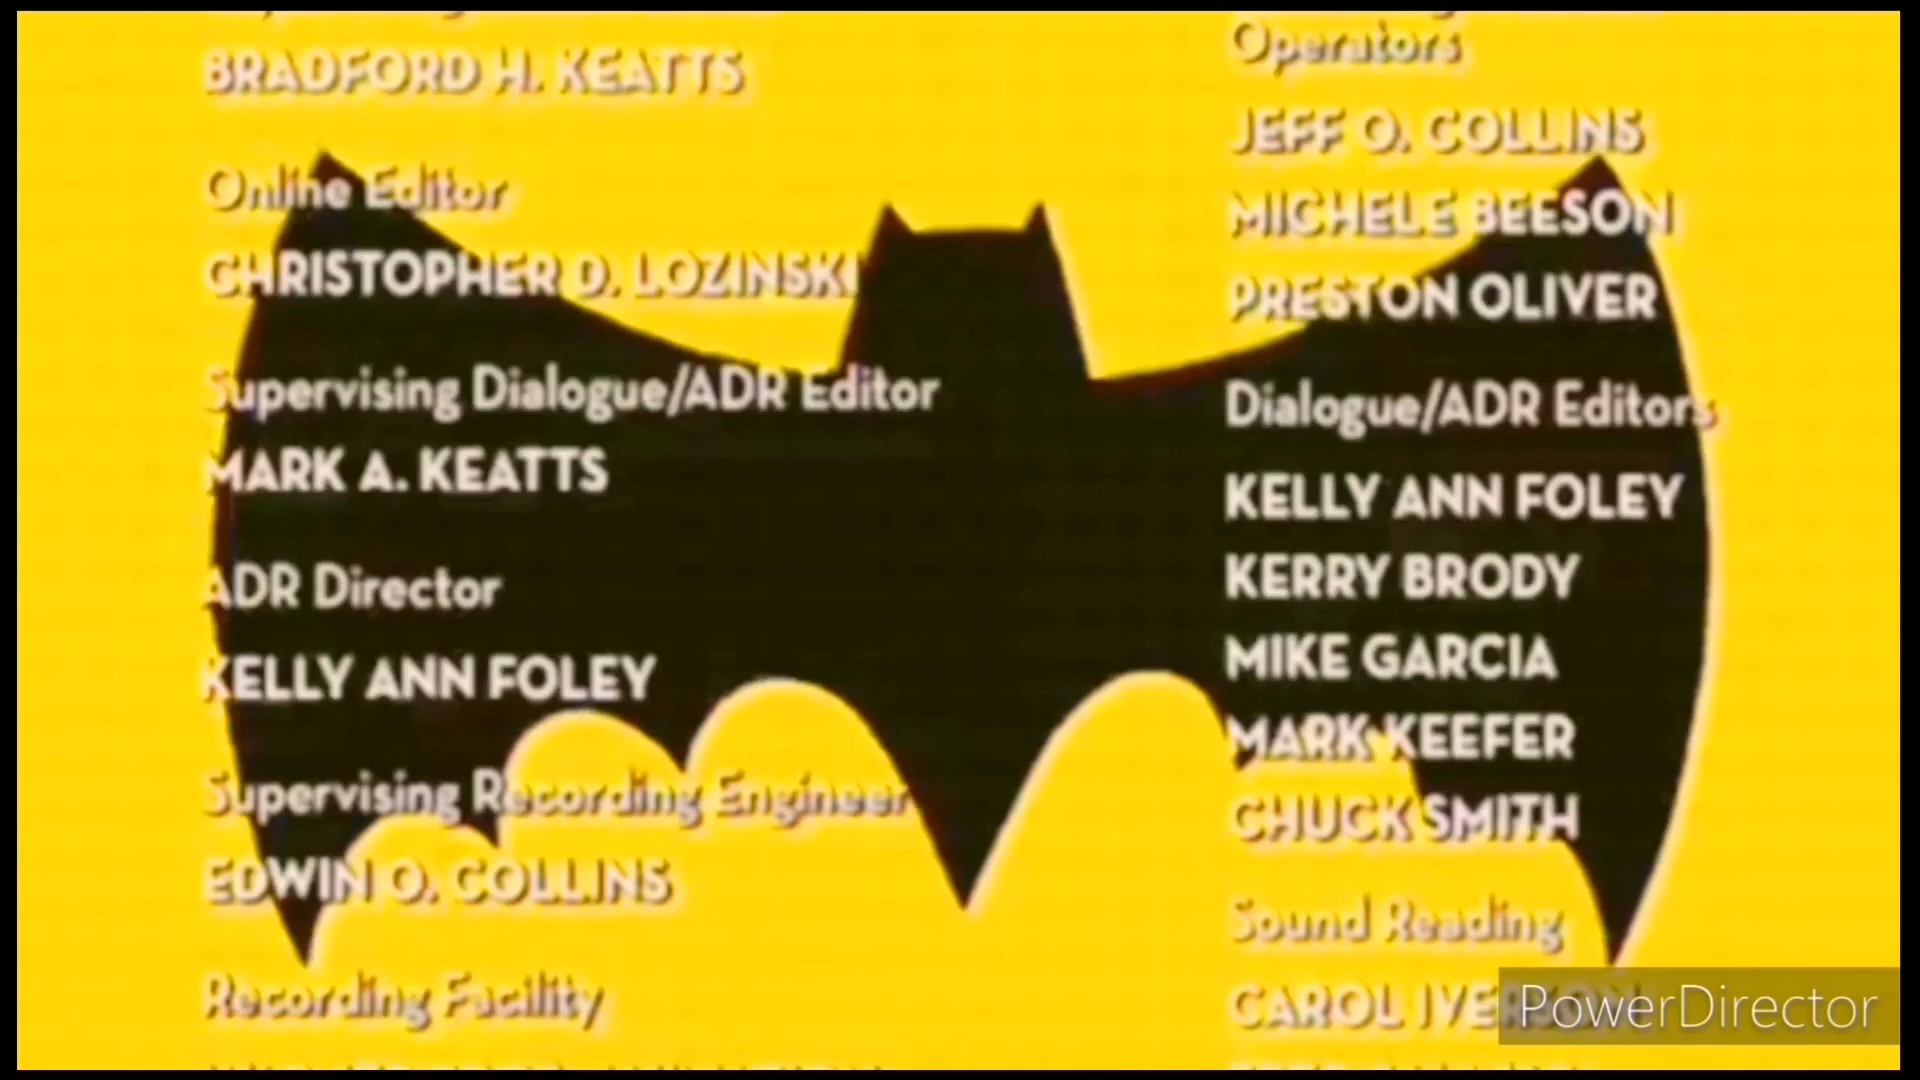 BRADFORD H. KEATTS
Online Editor
CHRISTOPHER D. LOZINSKI
Supervising Dialogue/ADR Editor
MARK A. KEATTS
ADR Director
KELLY ANN FOLEY
Supervising Recording Engineer
EDWIN O. COLLINS
Recording Facility
Operators
JEFF O. COLLINS
MICHELE BEESON
PRESTON OLIVER
Dialogue/ADR Editors
KELLY ANN FOLEY
KERRY BRODY
MIKE GARCIA
MARK KEEFER
CHUCK SMITH
Sound Reading
CAROL
PowerDirector